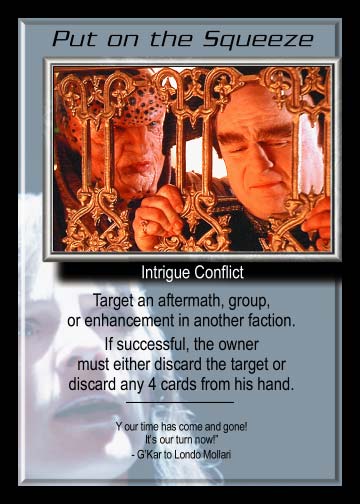 Put on the Squeeze
Intrigue Conflict
Target an aftermath, group,
or enhancement in another faction.
If successful, the owner
must either discard the target or
discard any 4 cards from his hand.
Y our time has come and gone!
It's our turn now!"
- G'Kar to Londo Mollari